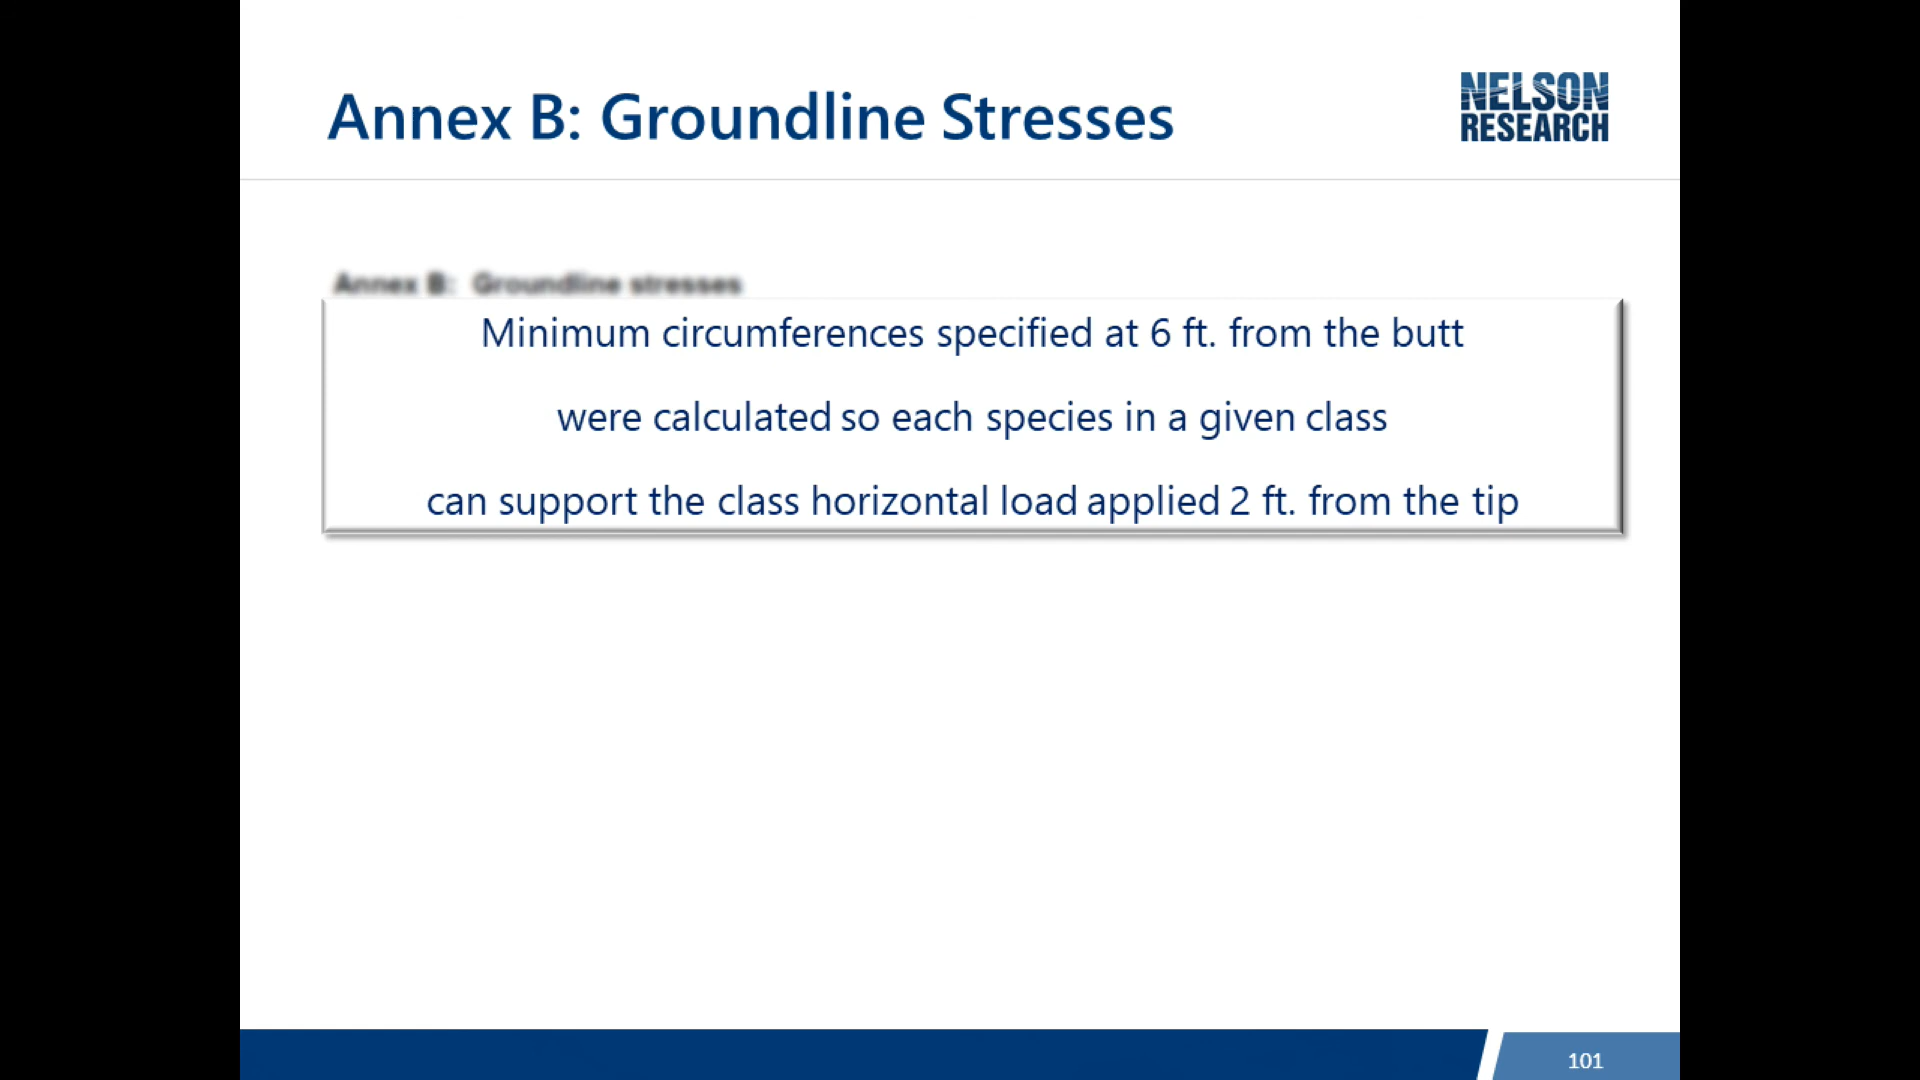 Annex B: Groundline Stresses
NELSON
RESEARCH
Annex B: Groundline stresses
Minimum circumferences specified at 6 ft. from the butt
were calculated so each species in a given class
can support the class horizontal load applied 2 ft. from the tip
101